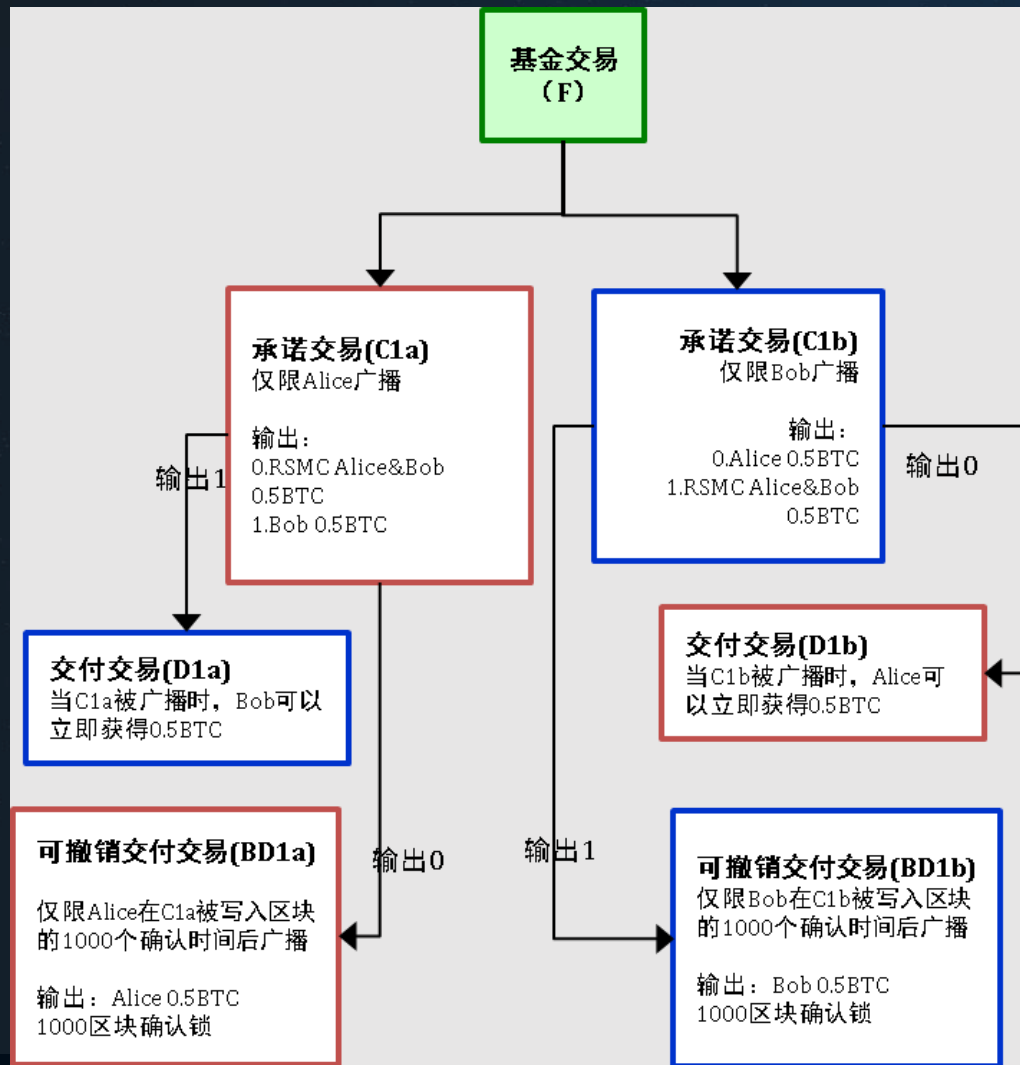 基金交易
（F）
承诺交易(C1a)
仅限Alice广播
输出：
0.RSMC Alice&Bob
0.5BTC
1.Bob 0.5BTC
承诺交易(C1b)
仅限Bob广播
输出：
0.Alice 0.5BTC
1.RSMC Alice&Bob
0.5BTC
输出1
输出0
交付交易(D1a)
当C1a被广播时，Bob可以
立即获得0.5BTC
交付交易(D1b)
当C1b被广播时，Alice可
以立即获得0.5BTC
输出0
输出1
可撤销交付交易(BD1a)
仅限Alice在C1a被写入区块
的1000个确认时间后广播
输出：Alice 0.5BTC
1000区块确认锁
可撤销交付交易(BD1b)
仅限Bob在C1b被写入区块
的1000个确认时间后广播
输出：Bob 0.5BTC
1000区块确认锁